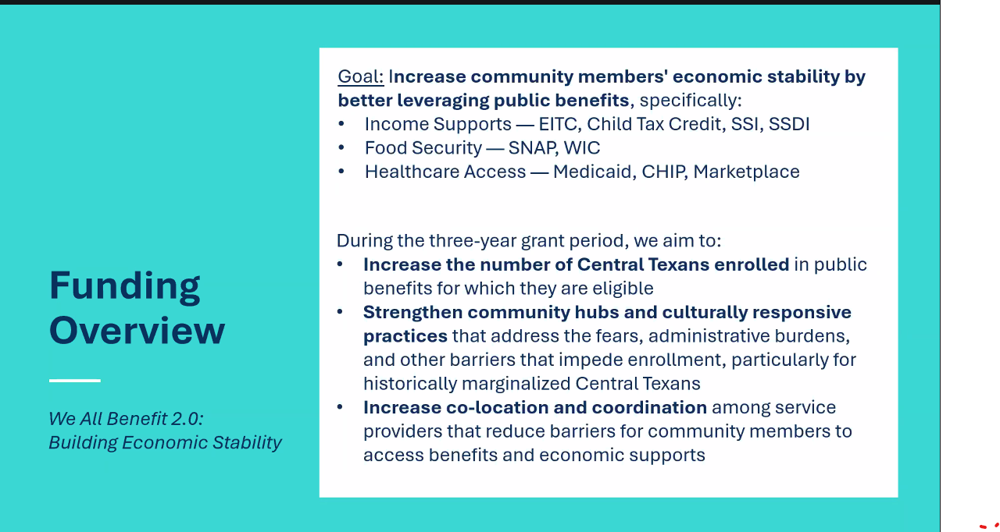 Funding
Overview
We All Benefit 2.0:
Building Economic Stability
Goal: Increase community members' economic stability by
better leveraging public benefits, specifically:
• Income Supports — EITC, Child Tax Credit, SSI, SSDI
• Food Security — SNAP, WIC
• Healthcare Access — Medicaid, CHIP, Marketplace
During the three-year grant period, we aim to:
• Increase the number of Central Texans enrolled in public
benefits for which they are eligible
• Strengthen community hubs and culturally responsive
practices that address the fears, administrative burdens,
and other barriers that impede enrollment, particularly for
historically marginalized Central Texans
• Increase co-location and coordination among service
providers that reduce barriers for community members to
access benefits and economic supports